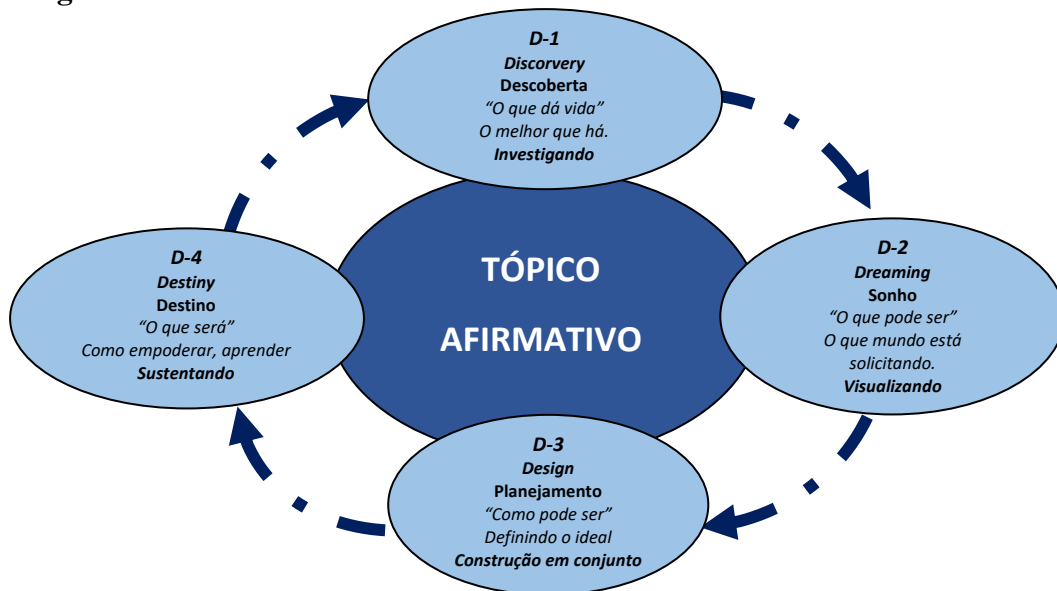 D-1
Discorvery
Descoberta
“O que dá vida”
O melhor que há.
Investigando
D-4
Destiny
Destino
“O que será”
Como empoderar, aprender
Sustentando
TÓPICO
AFIRMATIVO
D-2
Dreaming
Sonho
“O que pode ser”
O que mundo está
solicitando.
Visualizando
D-3
Design
Planejamento
“Como pode ser”
Definindo o ideal
Construção em conjunto